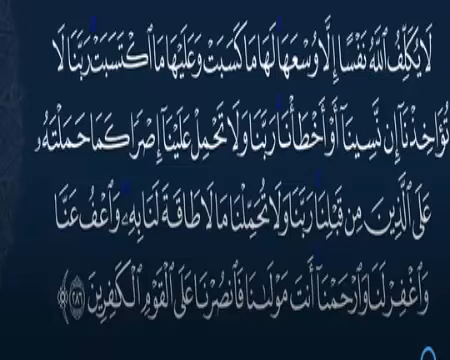 لَا يُكَلِّفُ ٱللَّهُ نَفْسًا إِلَّا وُسْعَهَا ۚ لَهَا مَا كَسَبَتْ وَعَلَيْهَا مَا ٱكْتَسَبَتْ ۗ رَبَّنَا لَا
تُؤَاخِذْنَآ إِن نَّسِينَآ أَوْ أَخْطَأْنَا ۚ رَبَّنَا وَلَا تَحْمِلْ عَلَيْنَآ إِصْرًا كَمَا حَمَلْتَهُۥ
عَلَى ٱلَّذِينَ مِن قَبْلِنَا ۚ رَبَّنَا وَلَا تُحَمِّلْنَا مَا لَا طَاقَةَ لَنَا بِهِۦ ۖ وَٱعْفُ عَنَّا
وَٱغْفِرْ لَنَا وَٱرْحَمْنَآ ۚ أَنتَ مَوْلَىٰنَا فَٱنصُرْنَا عَلَى ٱلْقَوْمِ ٱلْكَٰفِرِينَ ﴿٢٨٦﴾